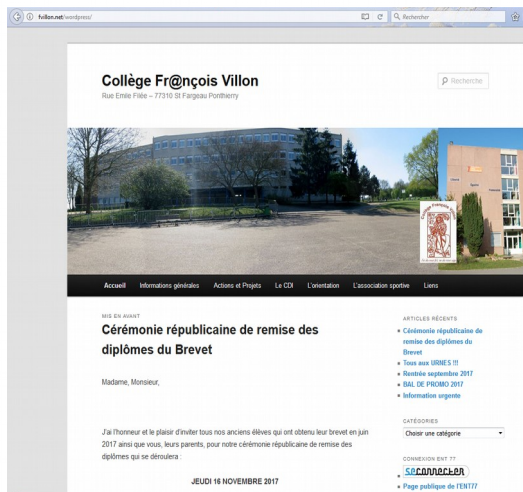 fvillon.net/wordpress/
Rechercher
Collège Fr@nçois Villon
Rue Emile Filée – 77310 St Fargeau Ponthierry
Recherche
Accueil Informations générales Actions et Projets Le CDI L'orientation L'association sportive Liens
MIS EN AVANT
Cérémonie républicaine de remise des
diplômes du Brevet
Madame, Monsieur,
J'ai l'honneur et le plaisir d'inviter tous nos anciens élèves qui ont obtenu leur brevet en juin
2017 ainsi que vous, leurs parents, pour notre cérémonie républicaine de remise des
diplômes qui se déroulera :
JEUDI 16 NOVEMBRE 2017
ARTICLES RÉCENTS
Cérémonie républicaine de
remise des diplômes du
Brevet
Tous aux URNES !!!
Rentrée septembre 2017
BAL DE PROMO 2017
Information urgente
CATÉGORIES
Choisir une catégorie
CONNEXION ENT 77
se connecter
Page publique de l'ENT77